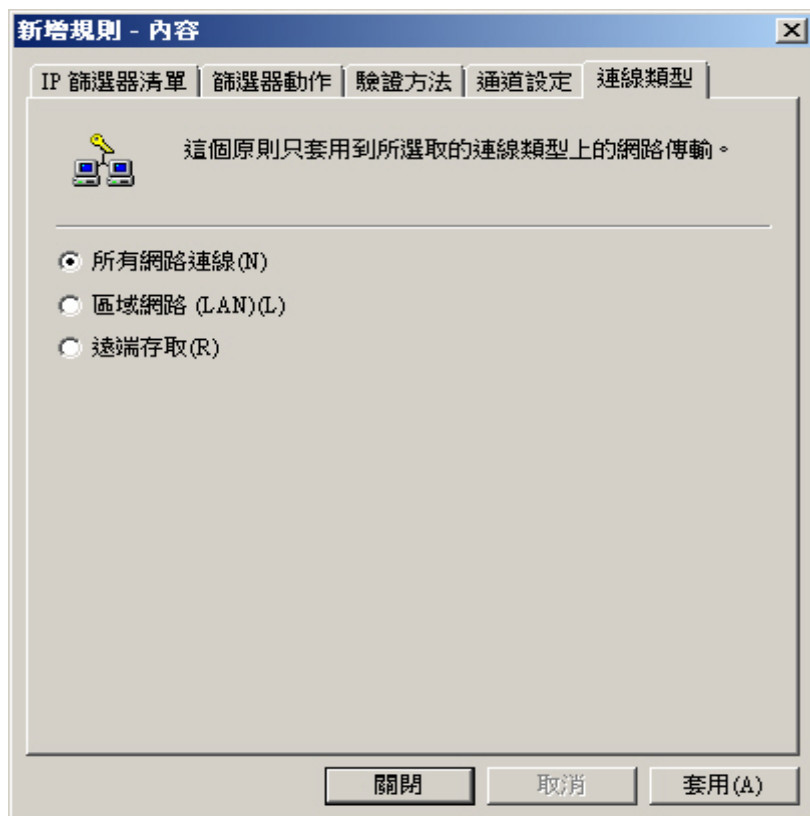 新增規則 - 內容
IP 篩選器清單 篩選器動作 驗證方法 通道設定 連線類型
這個原則只套用到所選取的連線類型上的網路傳輸。
所有網路連線(N)
區域網路 (LAN)(L)
遠端存取(R)
關閉 取消 套用(A)